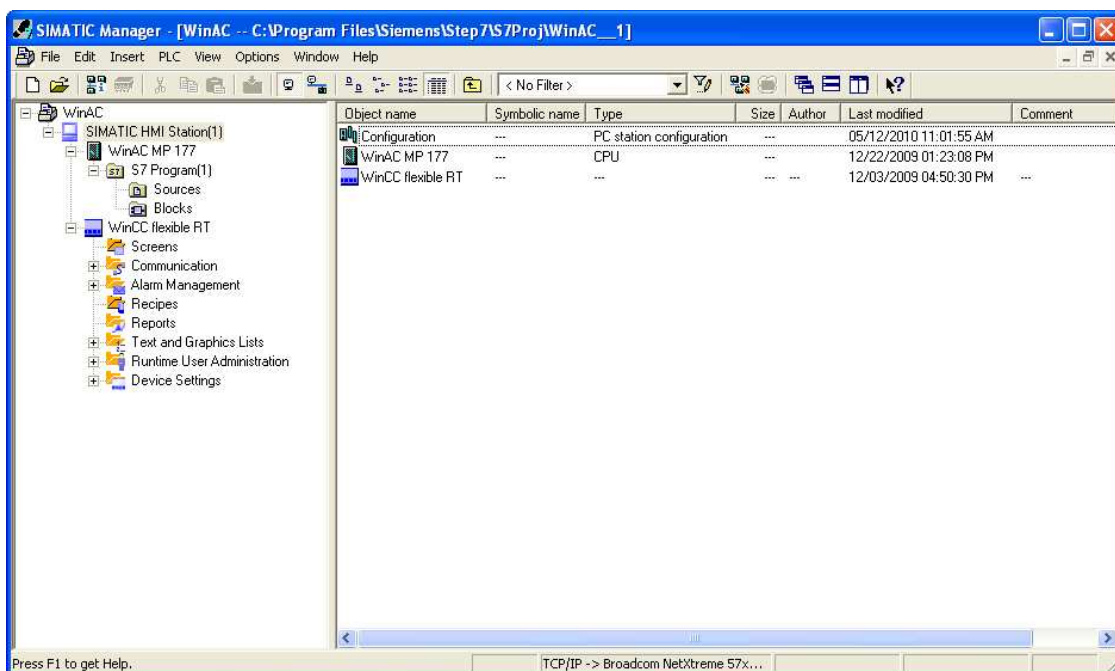 SIMATIC Manager - [WinAC -- C:\Program Files\Siemens\Step7\S7Proj\WinAC__1]
File Edit Insert PLC View Options Window Help
< No Filter >
WinAC
SIMATIC HMI Station(1)
WinAC MP 177
S7 Program(1)
Sources
Blocks
WinCC flexible RT
Screens
Communication
Alarm Management
Recipes
Reports
Text and Graphics Lists
Runtime User Administration
Device Settings
Object name Symbolic name Type Size Author Last modified Comment
Configuration --- PC station configuration --- 05/12/2010 11:01:55 AM
WinAC MP 177 --- CPU --- 12/22/2009 01:23:08 PM
WinCC flexible RT --- --- --- --- 12/03/2009 04:50:30 PM ---
Press F1 to get Help. TCP/IP -> Broadcom NetXtreme 57x...